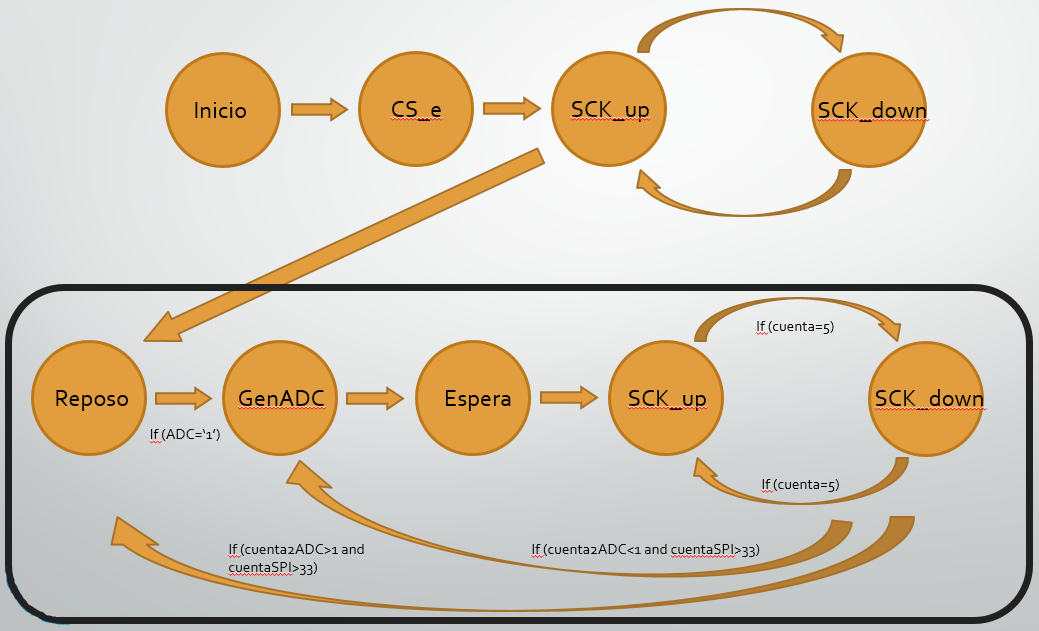 Inicio
CS_e
SCK_up
SCK_down
If (cuenta=5)
Reposo
GenADC
Espera
SCK_up
SCK_down
If (ADC=‘1’)
If (cuenta=5)
If (cuenta2ADC>1 and
cuentaSPI>33)
If (cuenta2ADC<1 and cuentaSPI>33)